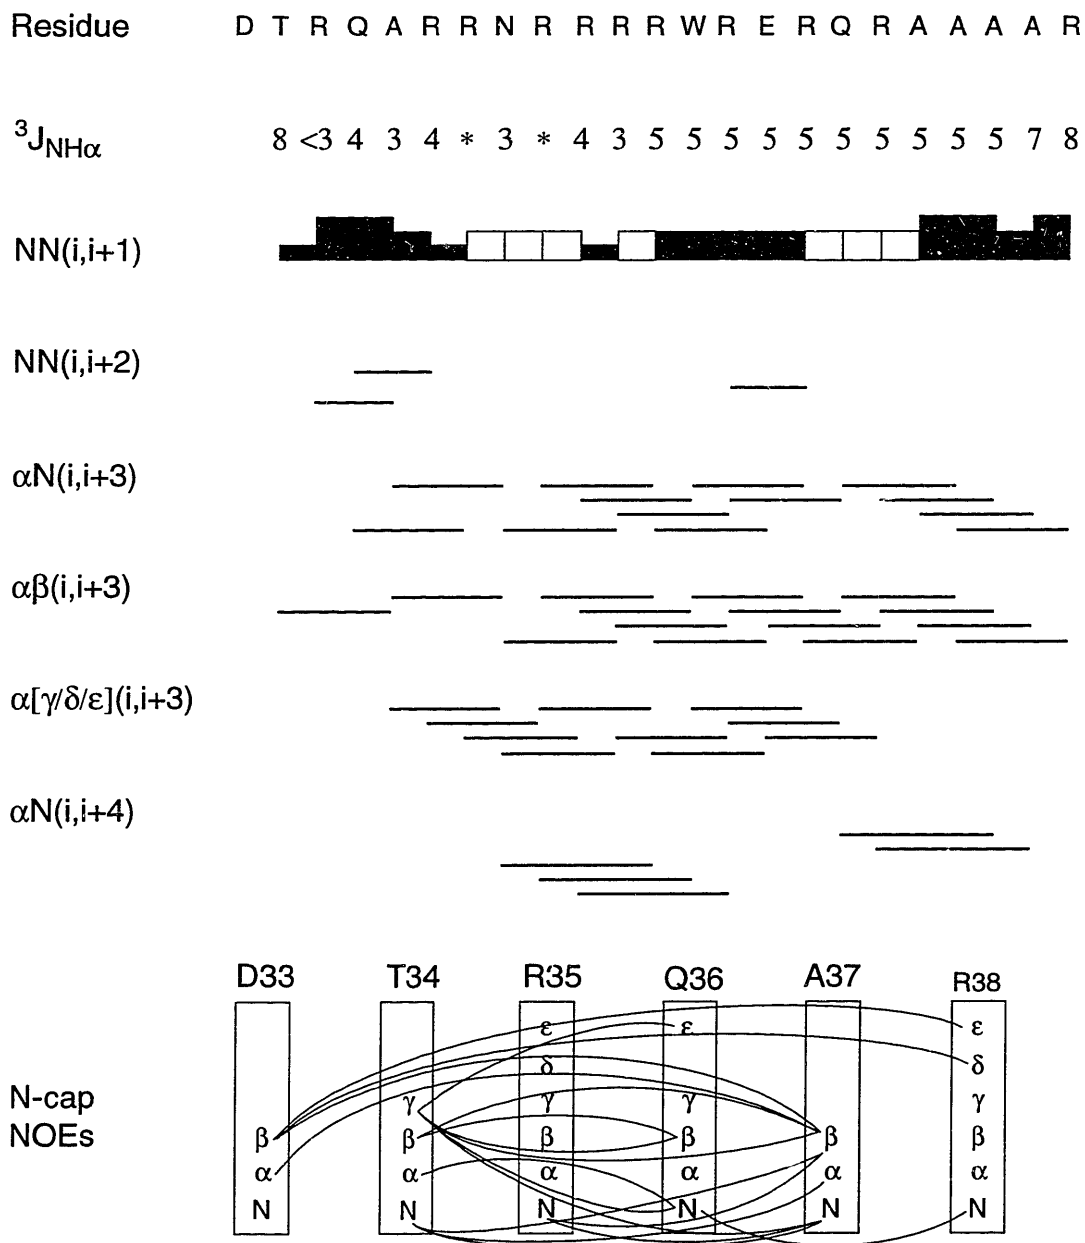 Residue D T R Q A R R N R R R R W R E R Q R A A A A R
³J_NHα 8 <3 4 3 4 * 3 * 4 3 5 5 5 5 5 5 5 5 5 5 7 8
NN(i,i+1)
NN(i,i+2)
αN(i,i+3)
αβ(i,i+3)
α[γ/δ/ε](i,i+3)
αN(i,i+4)
D33 T34 R35 Q36 A37 R38
ε ε ε
δ δ
γ γ γ γ
N-cap
NOEs
β β β β β β
α α α α α α
N N N N N N